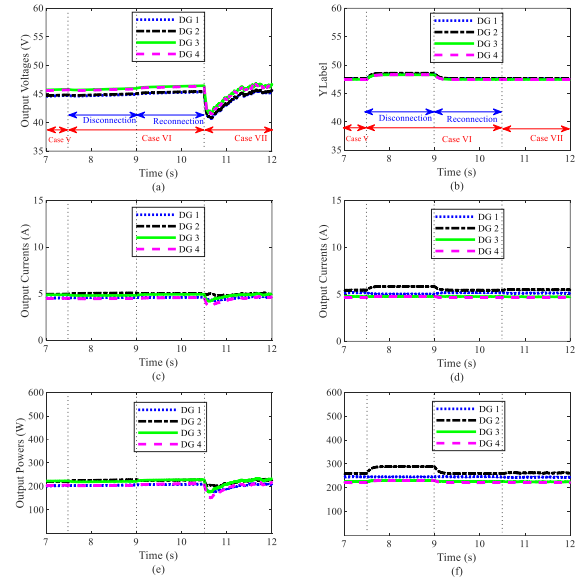 60
55
50
45
40
35
Output Voltages (V)
DG 1
DG 2
DG 3
DG 4
Disconnection
Reconnection
Case V
Case VI
Case VII
7 8 9 10 11 12
Time (s)
(a)
60
55
50
45
40
35
YLabel
DG 1
DG 2
DG 3
DG 4
Disconnection
Reconnection
Case V
Case VI
Case VII
7 8 9 10 11 12
Time (s)
(b)
15
10
5
0
Output Currents (A)
DG 1
DG 2
DG 3
DG 4
7 8 9 10 11 12
Time (s)
(c)
15
10
5
0
Output Currents (A)
DG 1
DG 2
DG 3
DG 4
7 8 9 10 11 12
Time (s)
(d)
600
500
400
300
200
100
Output Powers (W)
DG 1
DG 2
DG 3
DG 4
7 8 9 10 11 12
Time (s)
(e)
600
500
400
300
200
100
Output Powers (W)
DG 1
DG 2
DG 3
DG 4
7 8 9 10 11 12
Time (s)
(f)